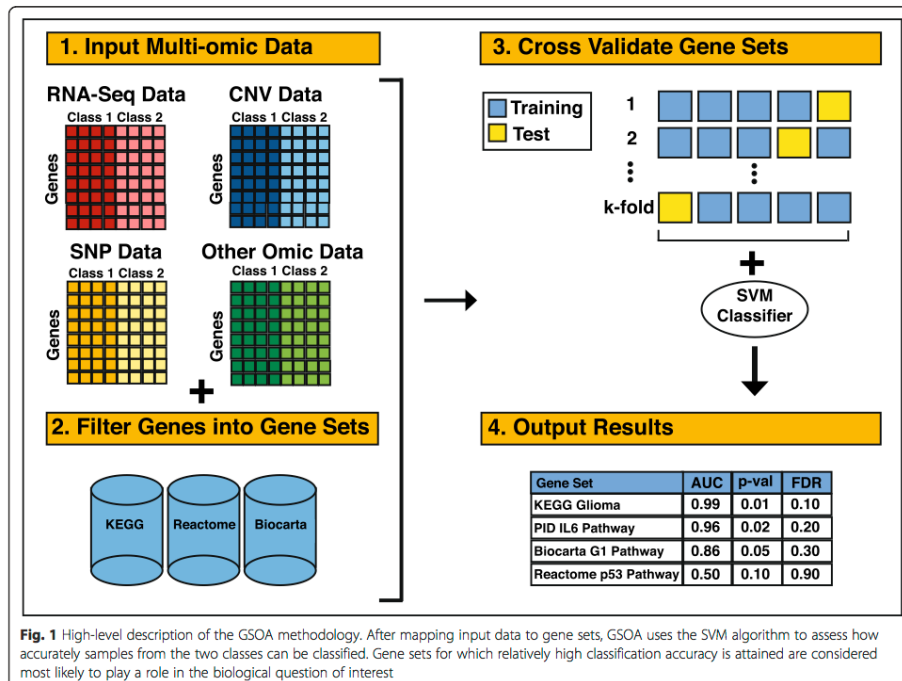 1. Input Multi-omic Data
RNA-Seq Data
Class 1 Class 2
Genes
CNV Data
Class 1 Class 2
SNP Data
Class 1 Class 2
Genes
Other Omic Data
Class 1 Class 2
Genes
+
2. Filter Genes into Gene Sets
KEGG
Reactome
Biocarta
3. Cross Validate Gene Sets
Training
Test
1
2
k-fold
+
SVM
Classifier
4. Output Results
Gene Set AUC p-val FDR
KEGG Glioma 0.99 0.01 0.10
PID IL6 Pathway 0.96 0.02 0.20
Biocarta G1 Pathway 0.86 0.05 0.30
Reactome p53 Pathway 0.50 0.10 0.90
Fig. 1 High-level description of the GSOA methodology. After mapping input data to gene sets, GSOA uses the SVM algorithm to assess how
accurately samples from the two classes can be classified. Gene sets for which relatively high classification accuracy is attained are considered
most likely to play a role in the biological question of interest